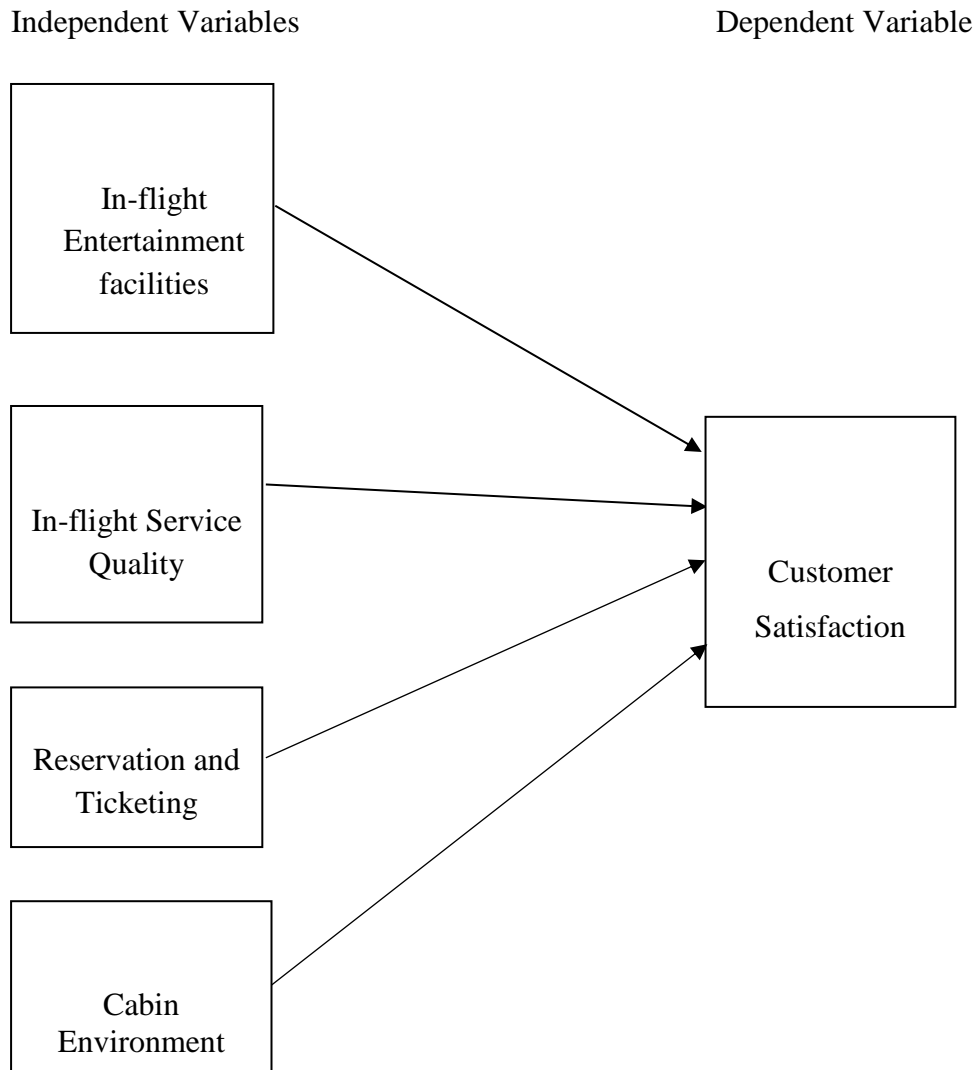 Independent Variables
Dependent Variable
In-flight
Entertainment
facilities
In-flight Service
Quality
Customer
Satisfaction
Reservation and
Ticketing
Cabin
Environment